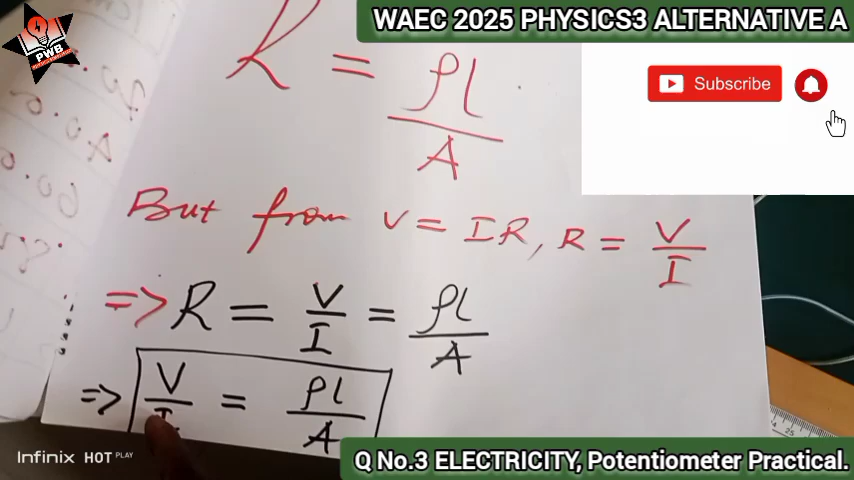 WAEC 2025 PHYSICS3 ALTERNATIVE A
PWB
Subscribe
R = ρl/A
But from V = IR, R = V/I
=> R = V/I = ρl/A
=> V/I = ρl/A
Infinix HOT PLAY
Q No.3 ELECTRICITY, Potentiometer Practical.